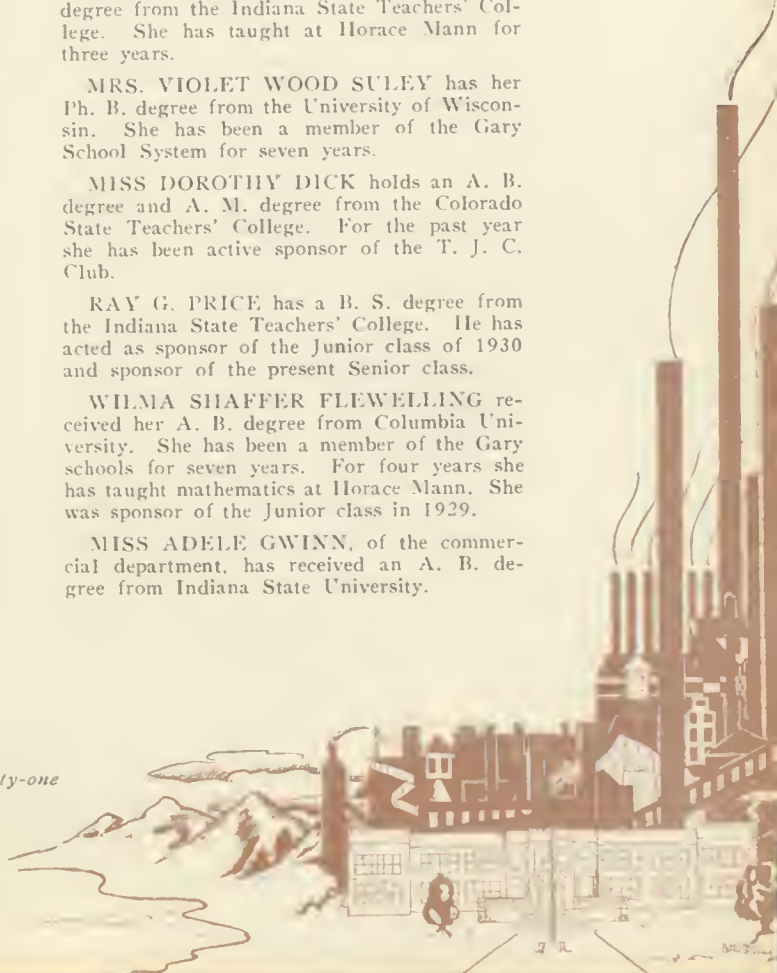 degree from the Indiana State Teachers' Col-
lege. She has taught at Horace Mann for
three years.
MRS. VIOLET WOOD SULEY has her
Ph. B. degree from the University of Wiscon-
sin. She has been a member of the Gary
School System for seven years.
MISS DOROTHY DICK holds an A. B.
degree and A. M. degree from the Colorado
State Teachers' College. For the past year
she has been active sponsor of the T. J. C.
Club.
RAY G. PRICE has a B. S. degree from
the Indiana State Teachers' College. He has
acted as sponsor of the Junior class of 1930
and sponsor of the present Senior class.
WILMA SHAFFER FLEWELLING re-
ceived her A. B. degree from Columbia Uni-
versity. She has been a member of the Gary
schools for seven years. For four years she
has taught mathematics at Horace Mann. She
was sponsor of the Junior class in 1929.
MISS ADELE GWINN, of the commer-
cial department, has received an A. B. de-
gree from Indiana State University.
ty-one